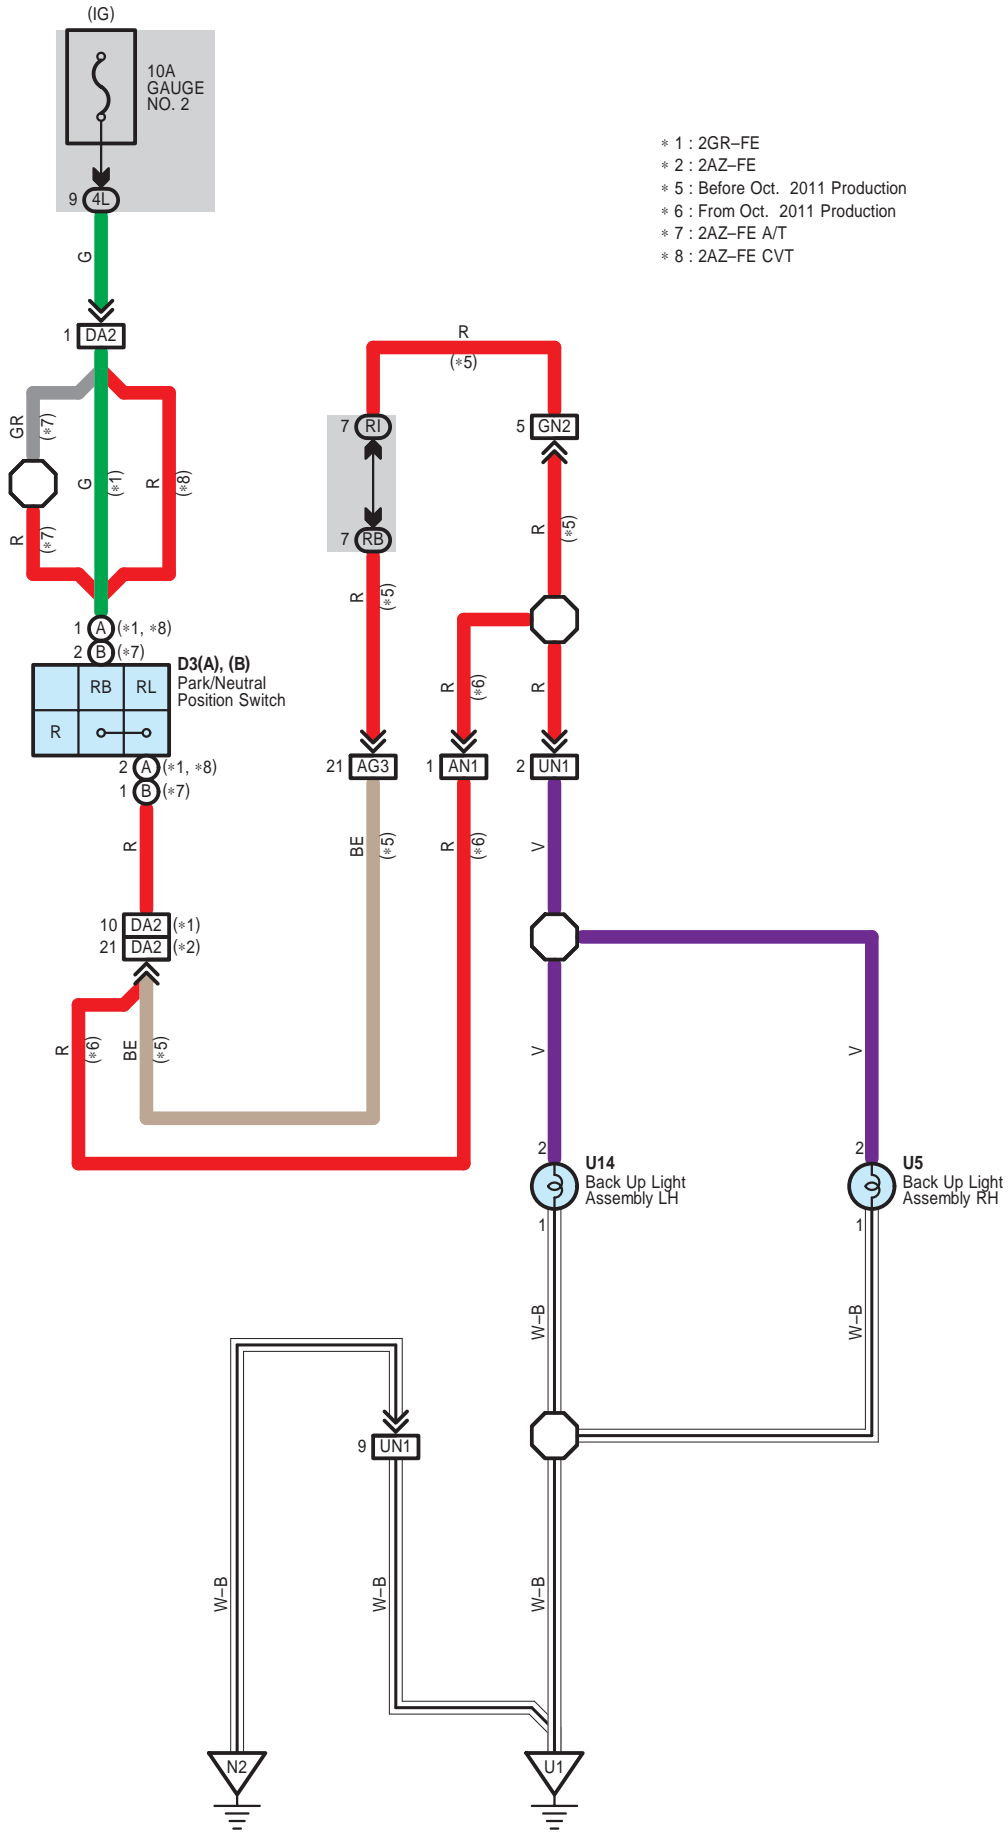 (IG)
10A
GAUGE
NO. 2
9 4L
∗ 1 : 2GR–FE
∗ 2 : 2AZ–FE
∗ 5 : Before Oct. 2011 Production
∗ 6 : From Oct. 2011 Production
∗ 7 : 2AZ–FE A/T
∗ 8 : 2AZ–FE CVT
G
1 DA2
GR
(∗7)
G
(∗1)
R
(∗8)
R
(∗7)
1 A (∗1, ∗8)
2 B (∗7)
D3(A), (B)
Park/Neutral
Position Switch
RB RL
R
2 A (∗1, ∗8)
1 B (∗7)
R
10 DA2 (∗1)
21 DA2 (∗2)
R
(∗6)
BE
(∗5)
R
(∗5)
7 RI
7 RB
5 GN2
R
(∗5)
R
(∗5)
R
(∗6)
R
21 AG3
1 AN1
2 UN1
BE
(∗5)
R
(∗6)
V
V
V
2
U14
Back Up Light
Assembly LH
1
2
U5
Back Up Light
Assembly RH
1
W–B
W–B
9 UN1
W–B
W–B
W–B
N2
U1